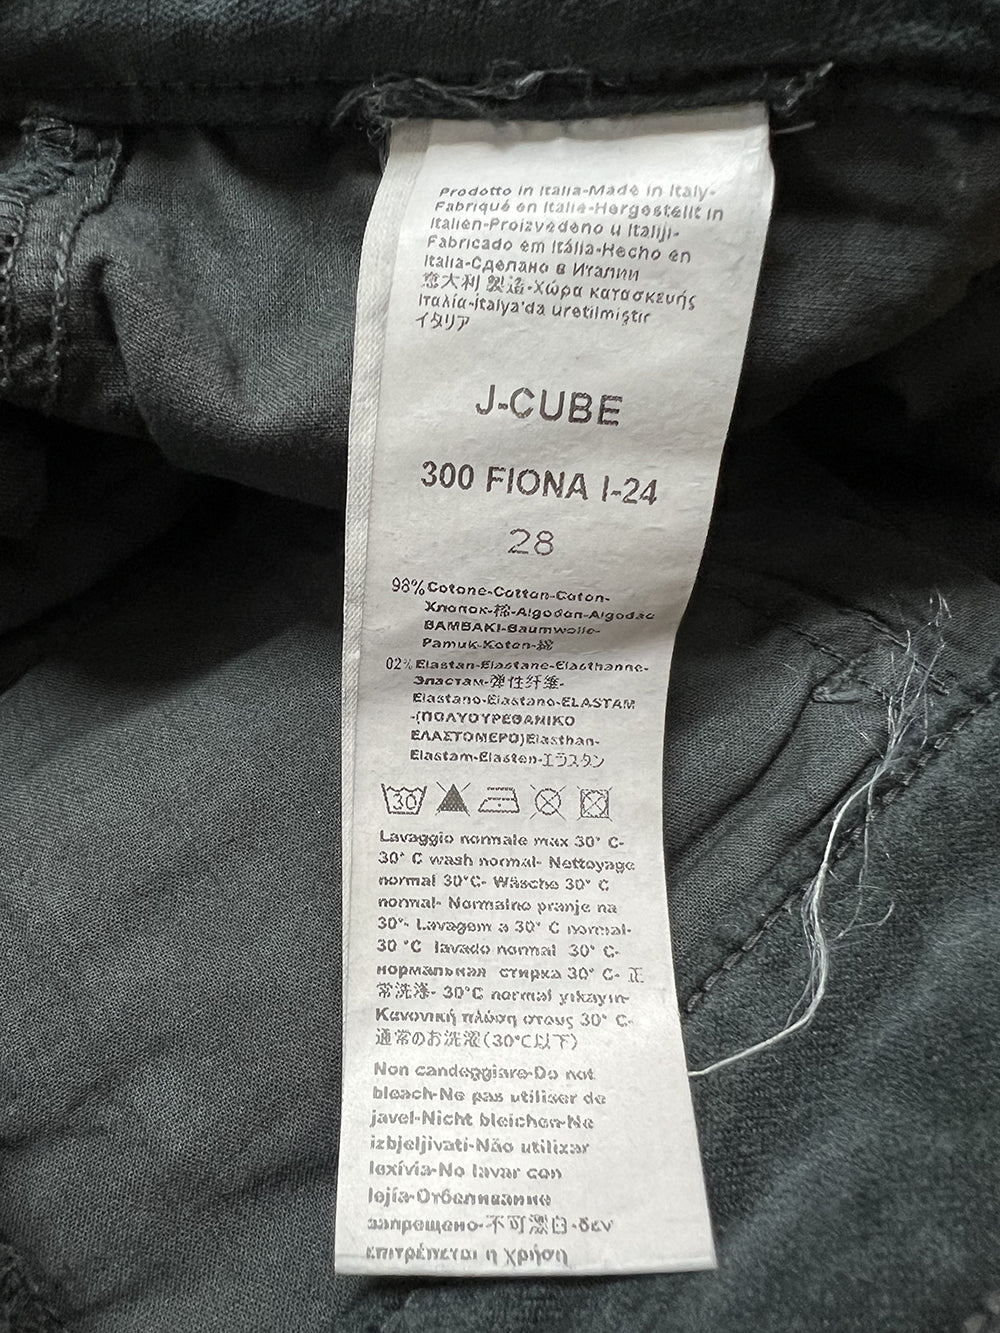 Prodotto in Italia-Made in Italy-
Fabriqué en Italie-Hergestellt in
Italien-Proizvedeno u Italiji-
Fabricado em Itália-Hecho en
Italia-Сделано в Италии
意大利 製造-Χώρα κατασκευής
Ιταλία-İtalya'da üretilmiştir
イタリア
J-CUBE
300 FIONA I-24
28
98% Cotone-Cotton-Coton-
Хлопок-棉-Algodón-Algodão
BAMBAKI-Baumwolle-
Pamuk-Koton-綿
02% Elastan-Elastane-Elasthanne-
Эластам-弹性纤维-
Elastano-Elastano-ELASTAM
-(ΠΟΛΥΟΥΡΕΘΑΝΙΚΟ
ΕΛΑΣΤΟΜΕΡΟ)Elasthan-
Elastam-Elasten-エラスタン
30
Lavaggio normale max 30° C-
30° C wash normal- Nettoyage
normal 30°C- Wäsche 30° C
normal- Normalno pranje na
30°- Lavagem a 30° C normal-
30 °C lavado normal 30° C-
нормальная стирка 30° C- 正
常洗涤- 30°C normal yıkayın-
Κανονική πλύση στους 30° C-
通常のお洗濯(30°C以下)
Non candeggiare-Do not
bleach-Ne pas utiliser de
javel-Nicht bleichen-Ne
izbjeljivati-Não utilizar
lexívia-No lavar con
lejía-Отбеливание
запрещено-不可漂白-δεν
επιτρέπεται η χρήση